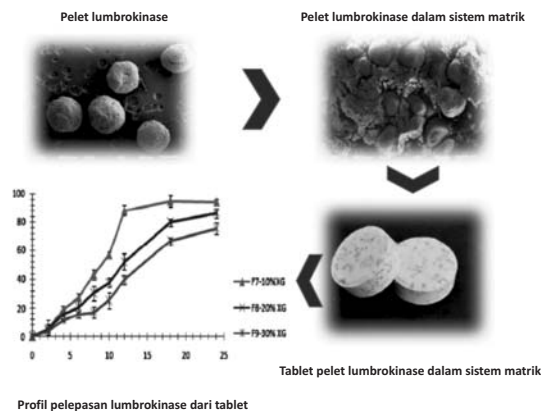 Pelet lumbrokinase
Pelet lumbrokinase dalam sistem matrik
100
80
60
40
20
0
0 5 10 15 20 25
F7-10%XG
F8-20% XG
F9-30% XG
Tablet pelet lumbrokinase dalam sistem matrik
Profil pelepasan lumbrokinase dari tablet